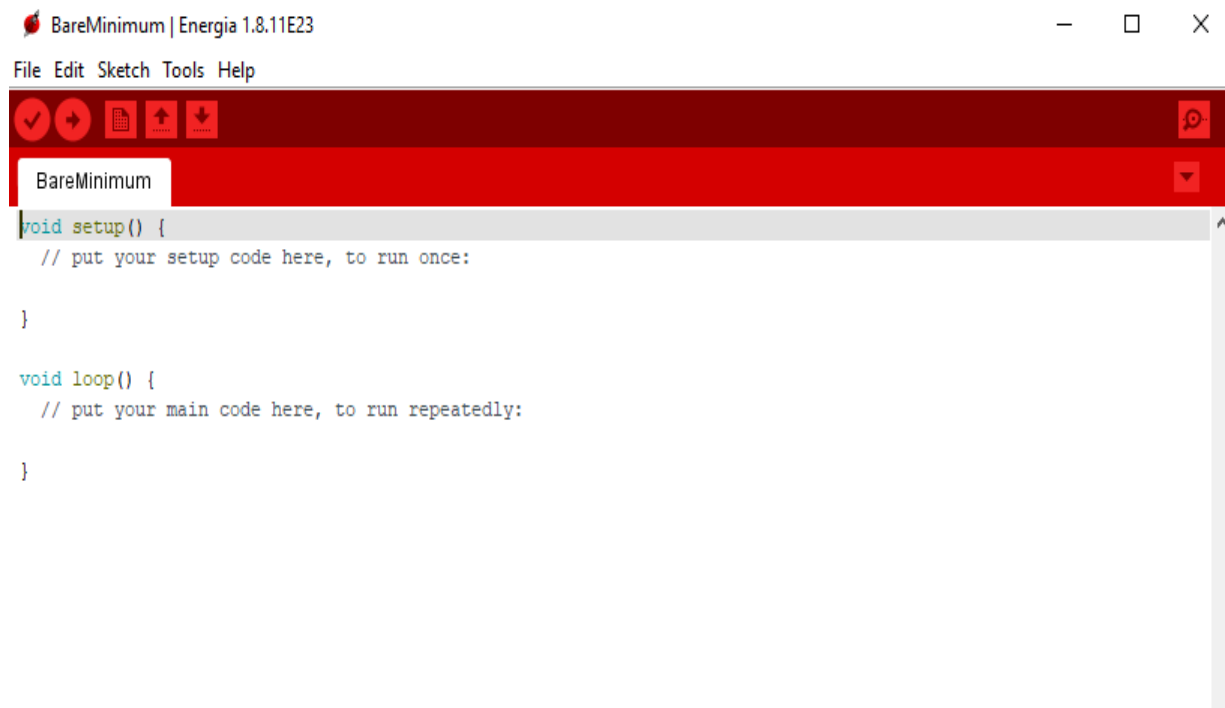 BareMinimum | Energia 1.8.11E23
File Edit Sketch Tools Help
BareMinimum
void setup() {
  // put your setup code here, to run once:
}
void loop() {
  // put your main code here, to run repeatedly:
}